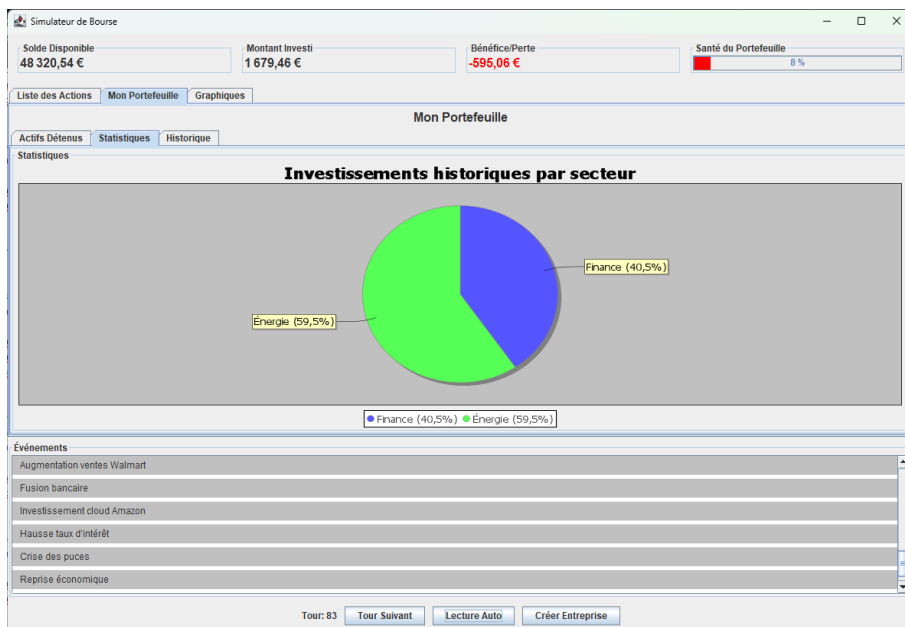 Simulateur de Bourse
Solde Disponible
48 320,54 €
Montant Investi
1 679,46 €
Bénéfice/Perte
-595,06 €
Santé du Portefeuille
8 %
Liste des Actions
Mon Portefeuille
Graphiques
Mon Portefeuille
Actifs Détenus
Statistiques
Historique
Statistiques
Investissements historiques par secteur
Finance (40,5%)
Énergie (59,5%)
Finance (40,5%) Énergie (59,5%)
Événements
Augmentation ventes Walmart
Fusion bancaire
Investissement cloud Amazon
Hausse taux d'intérêt
Crise des puces
Reprise économique
Tour: 83
Tour Suivant
Lecture Auto
Créer Entreprise